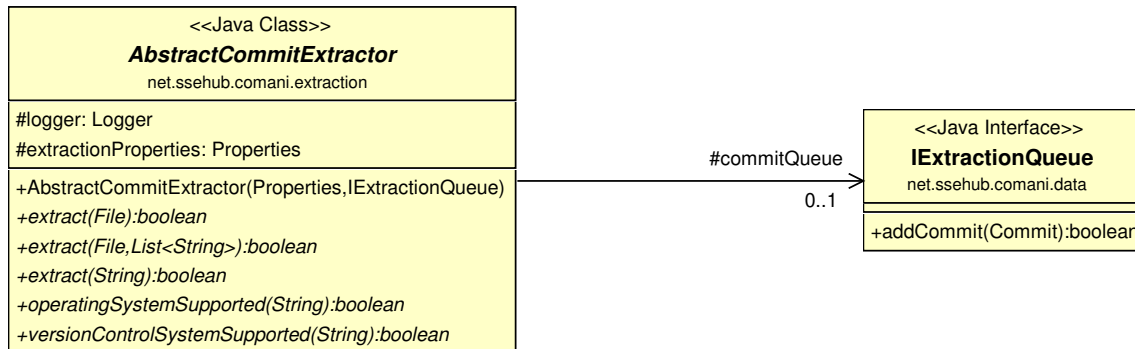 <<Java Class>>
AbstractCommitExtractor
net.ssehub.comani.extraction
#logger: Logger
#extractionProperties: Properties
+AbstractCommitExtractor(Properties,IExtractionQueue)
+extract(File):boolean
+extract(File,List<String>):boolean
+extract(String):boolean
+operatingSystemSupported(String):boolean
+versionControlSystemSupported(String):boolean
#commitQueue
0..1
<<Java Interface>>
IExtractionQueue
net.ssehub.comani.data
+addCommit(Commit):boolean